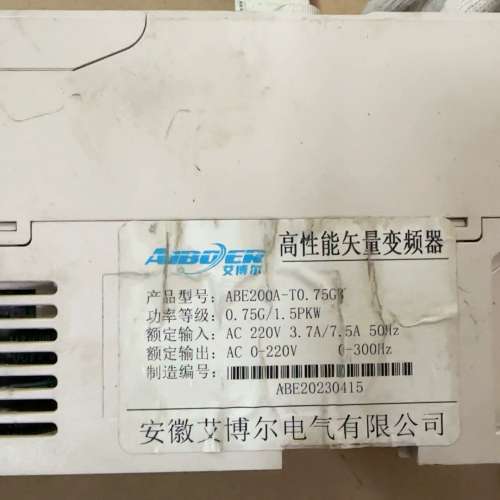 AIBOER
艾博尔
高性能矢量变频器
产品型号: ABE200A-T0.75G
功率等级: 0.75G/1.5PKW
额定输入: AC 220V 3.7A/7.5A 50Hz
额定输出: AC 0-220V 0-300Hz
制造编号:
ABE20230415
安徽艾博尔电气有限公司